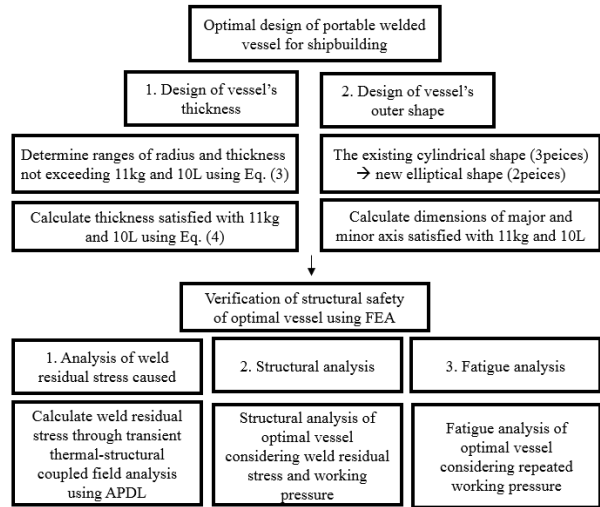 Optimal design of portable welded
vessel for shipbuilding
1. Design of vessel's
thickness
2. Design of vessel's
outer shape
Determine ranges of radius and thickness
not exceeding 11kg and 10L using Eq. (3)
The existing cylindrical shape (3peices)
→ new elliptical shape (2peices)
Calculate thickness satisfied with 11kg
and 10L using Eq. (4)
Calculate dimensions of major and
minor axis satisfied with 11kg and 10L
Verification of structural safety
of optimal vessel using FEA
1. Analysis of weld
residual stress caused
2. Structural analysis
3. Fatigue analysis
Calculate weld residual
stress through transient
thermal-structural
coupled field analysis
using APDL
Structural analysis of
optimal vessel
considering weld residual
stress and working
pressure
Fatigue analysis of
optimal vessel
considering repeated
working pressure